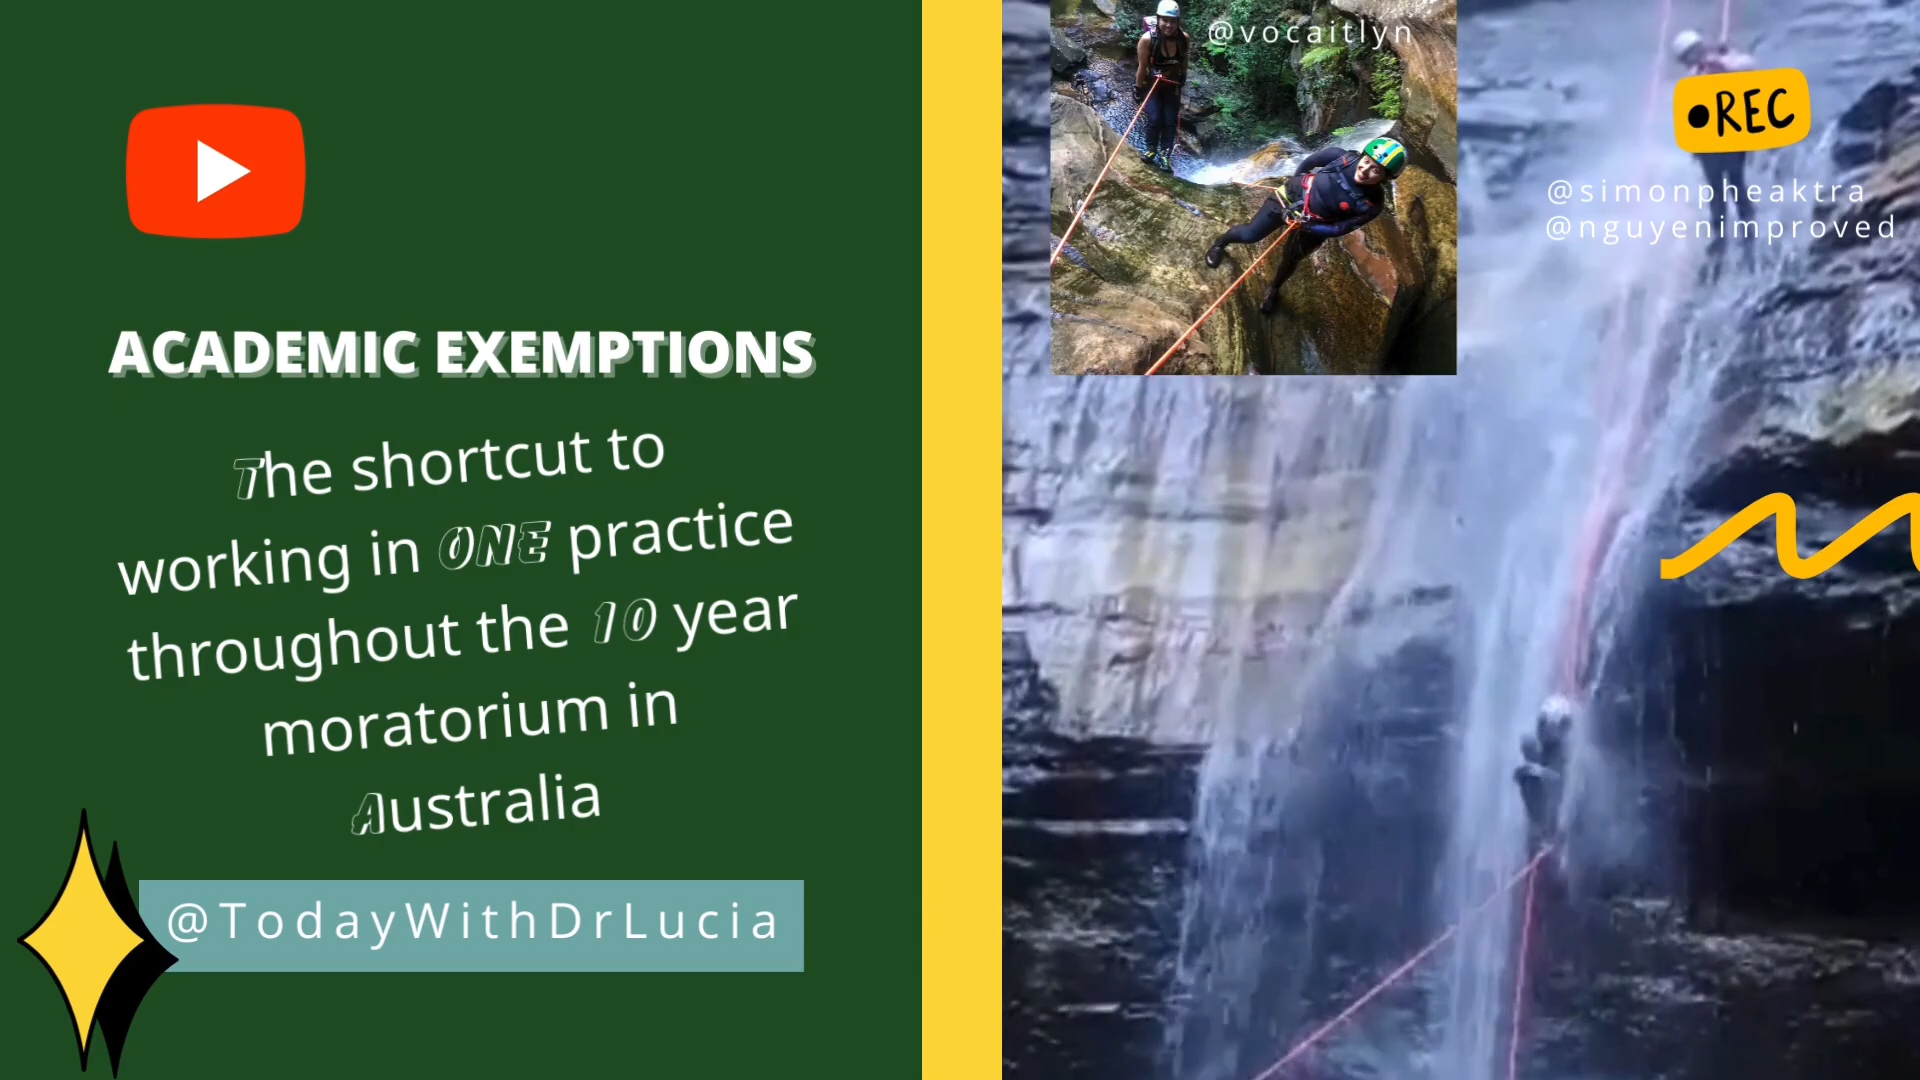 ACADEMIC EXEMPTIONS
The shortcut to
working in ONE practice
throughout the 10 year
moratorium in
Australia
@TodayWithDrLucia
@vocaitlyn
REC
@simonpheaktra
@nguyenimproved